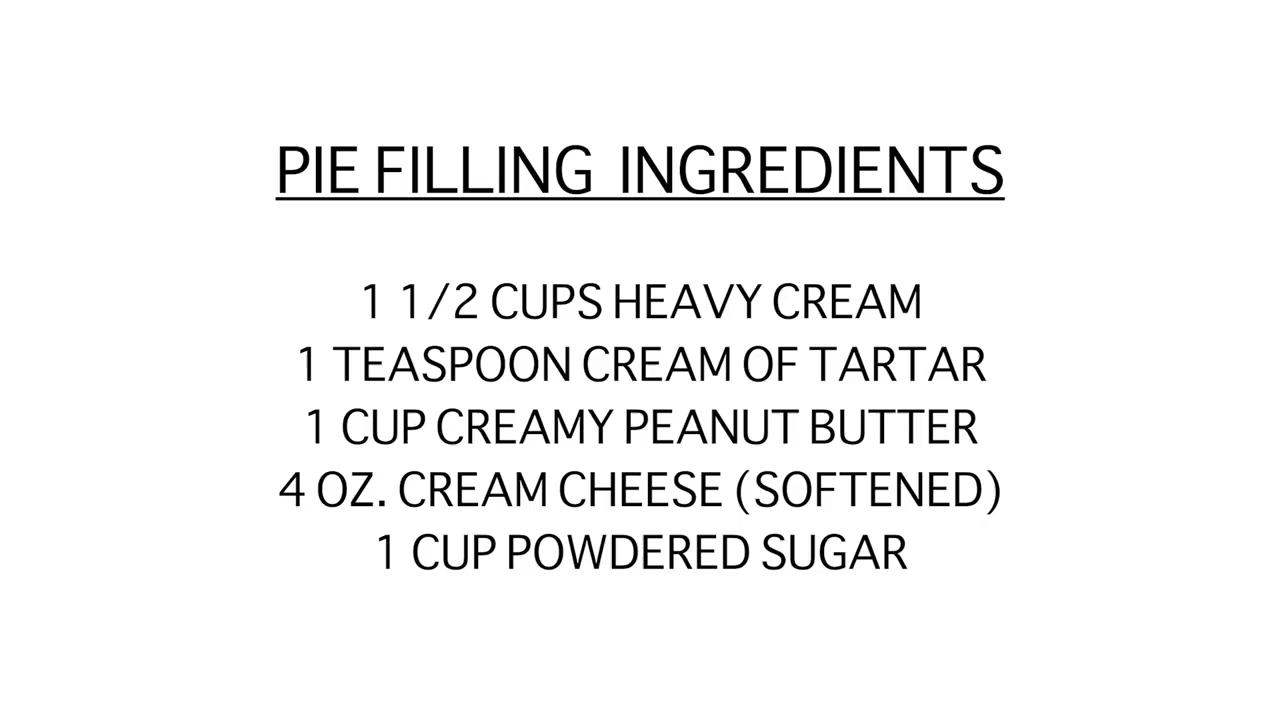 PIE FILLING INGREDIENTS
1 1/2 CUPS HEAVY CREAM
1 TEASPOON CREAM OF TARTAR
1 CUP CREAMY PEANUT BUTTER
4 OZ. CREAM CHEESE (SOFTENED)
1 CUP POWDERED SUGAR